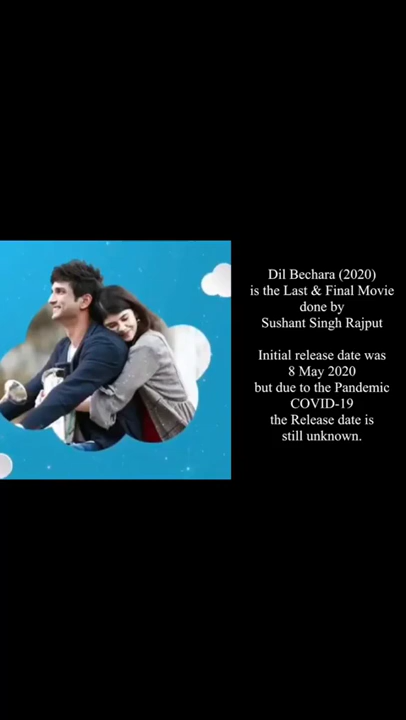 Dil Bechara (2020)
is the Last & Final Movie
done by
Sushant Singh Rajput
Initial release date was
8 May 2020
but due to the Pandemic
COVID-19
the Release date is
still unknown.